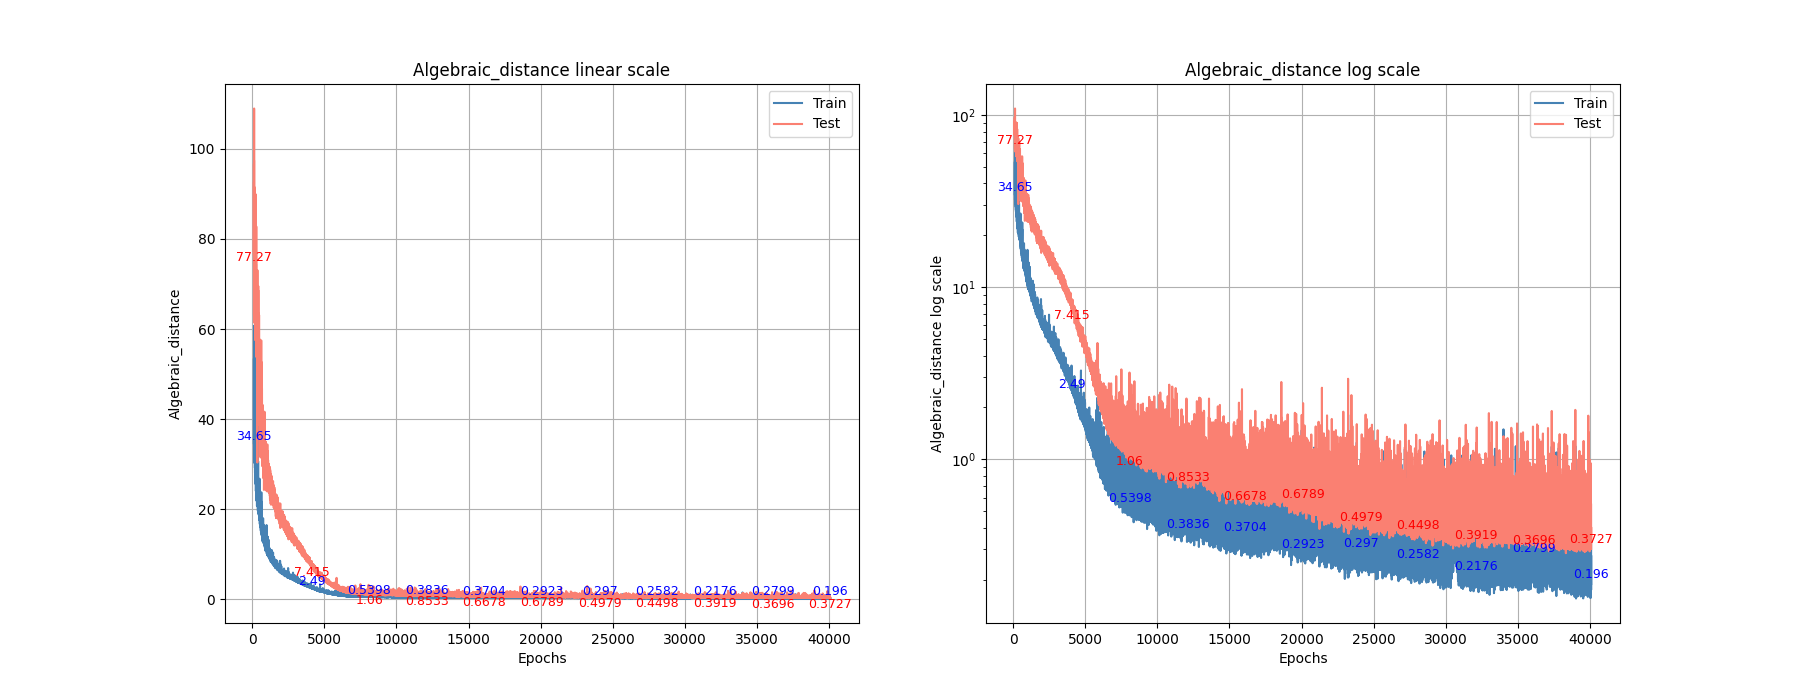 Algebraic_distance linear scale
Algebraic_distance
100
80
60
40
20
0
Train
Test
77.27
34.65
7.415
2.49
0.5398 0.3836 0.3704 0.2923 0.297 0.2582 0.2176 0.2799 0.196
1.06 0.8533 0.6678 0.6789 0.4979 0.4498 0.3919 0.3696 0.3727
0 5000 10000 15000 20000 25000 30000 35000 40000
Epochs
Algebraic_distance log scale
Algebraic_distance log scale
10²
10¹
10⁰
Train
Test
77.27
34.65
7.415
2.49
1.06 0.8533 0.6678 0.6789 0.4979 0.4498 0.3919 0.3696 0.3727
0.5398 0.3836 0.3704 0.2923 0.297 0.2582 0.2176 0.2799 0.196
0 5000 10000 15000 20000 25000 30000 35000 40000
Epochs